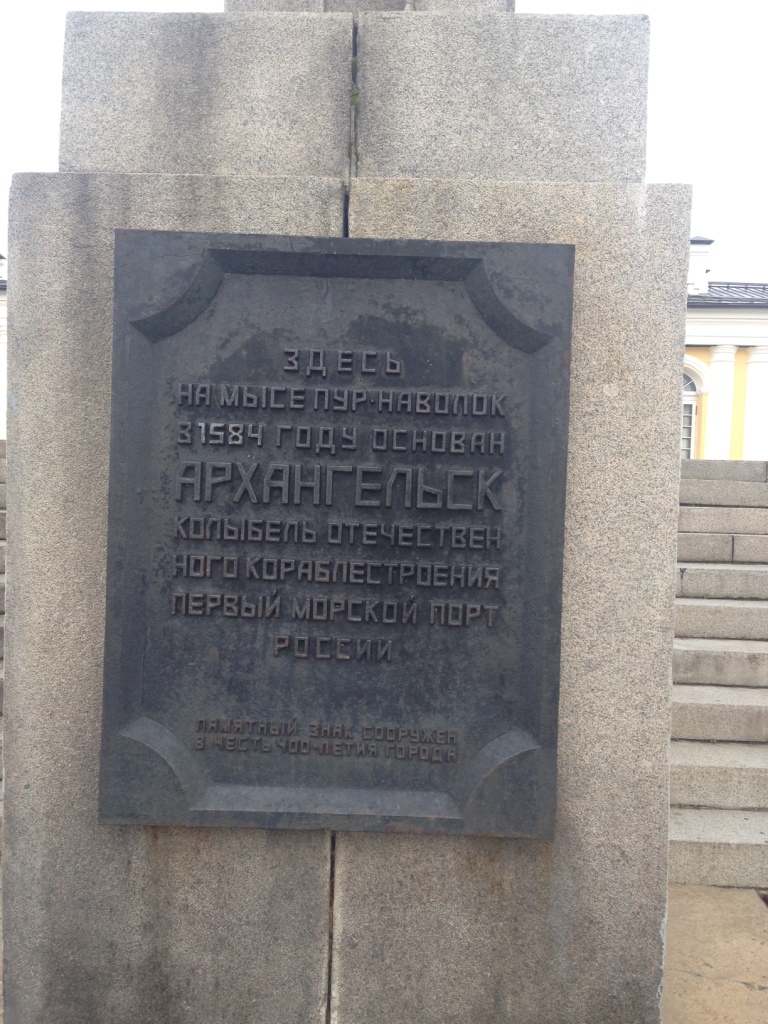 ЗДЕСЬ
НА МЫСЕ ПУР-НАВОЛОК
В 1584 ГОДУ ОСНОВАН
АРХАНГЕЛЬСК
КОЛЫБЕЛЬ ОТЕЧЕСТВЕН
НОГО КОРАБЛЕСТРОЕНИЯ
ПЕРВЫЙ МОРСКОЙ ПОРТ
РОССИИ
ПАМЯТНЫЙ ЗНАК СООРУЖЕН
В ЧЕСТЬ 400-ЛЕТИЯ ГОРОДА